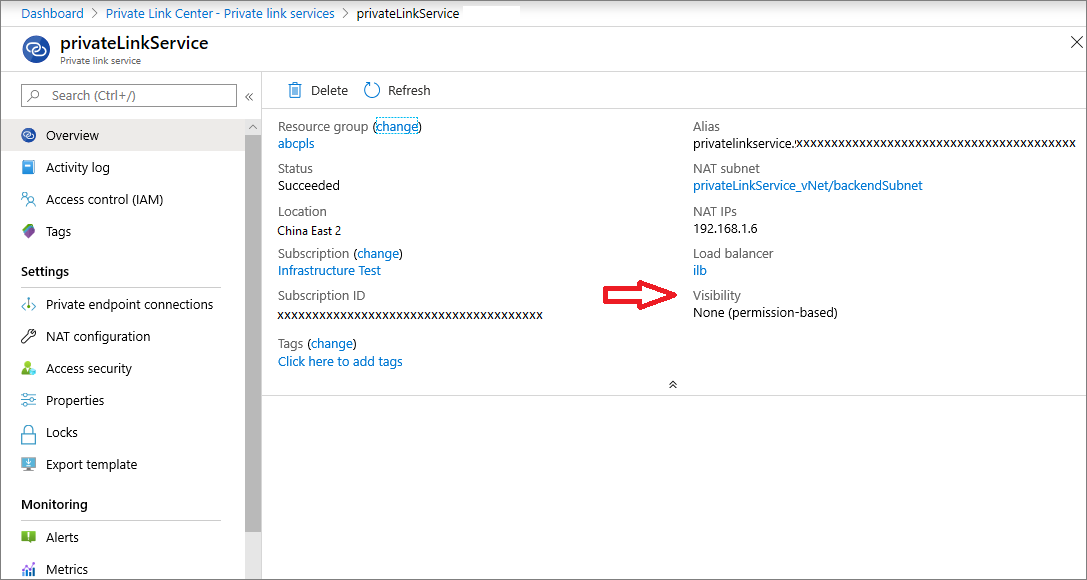 Dashboard > Private Link Center - Private link services > privateLinkService
privateLinkService
Private link service
Search (Ctrl+/)
Overview
Activity log
Access control (IAM)
Tags
Settings
Private endpoint connections
NAT configuration
Access security
Properties
Locks
Export template
Monitoring
Alerts
Metrics
Delete
Refresh
Resource group (change)
abcpls
Status
Succeeded
Location
China East 2
Subscription (change)
Infrastructure Test
Subscription ID
xxxxxxxxxxxxxxxxxxxxxxxxxxxxxxxxxxxxxx
Tags (change)
Click here to add tags
Alias
privatelinkservice.xxxxxxxxxxxxxxxxxxxxxxxxxxxxxxxxxxxxxxxx
NAT subnet
privateLinkService_vNet/backendSubnet
NAT IPs
192.168.1.6
Load balancer
ilb
Visibility
None (permission-based)